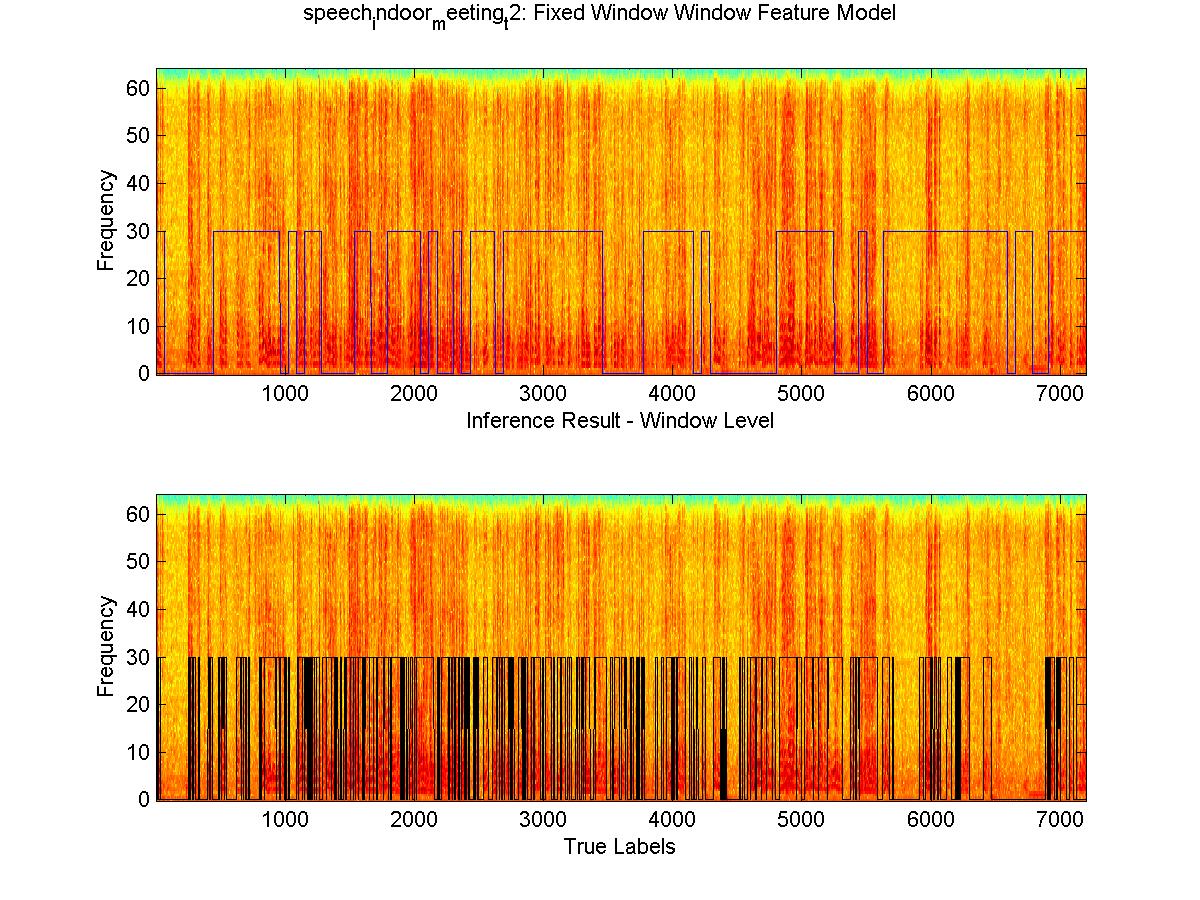 speechindoormeetingt2: Fixed Window Window Feature Model
60
50
40
30
20
10
0
Frequency
1000 2000 3000 4000 5000 6000 7000
Inference Result - Window Level
60
50
40
30
20
10
0
Frequency
1000 2000 3000 4000 5000 6000 7000
True Labels